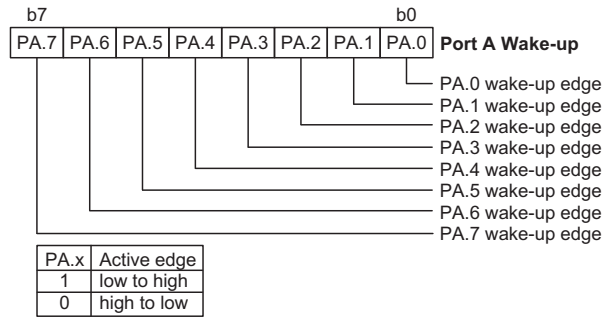 b7 b0
PA.7 PA.6 PA.5 PA.4 PA.3 PA.2 PA.1 PA.0 Port A Wake-up
PA.0 wake-up edge
PA.1 wake-up edge
PA.2 wake-up edge
PA.3 wake-up edge
PA.4 wake-up edge
PA.5 wake-up edge
PA.6 wake-up edge
PA.7 wake-up edge
PA.x Active edge
1 low to high
0 high to low